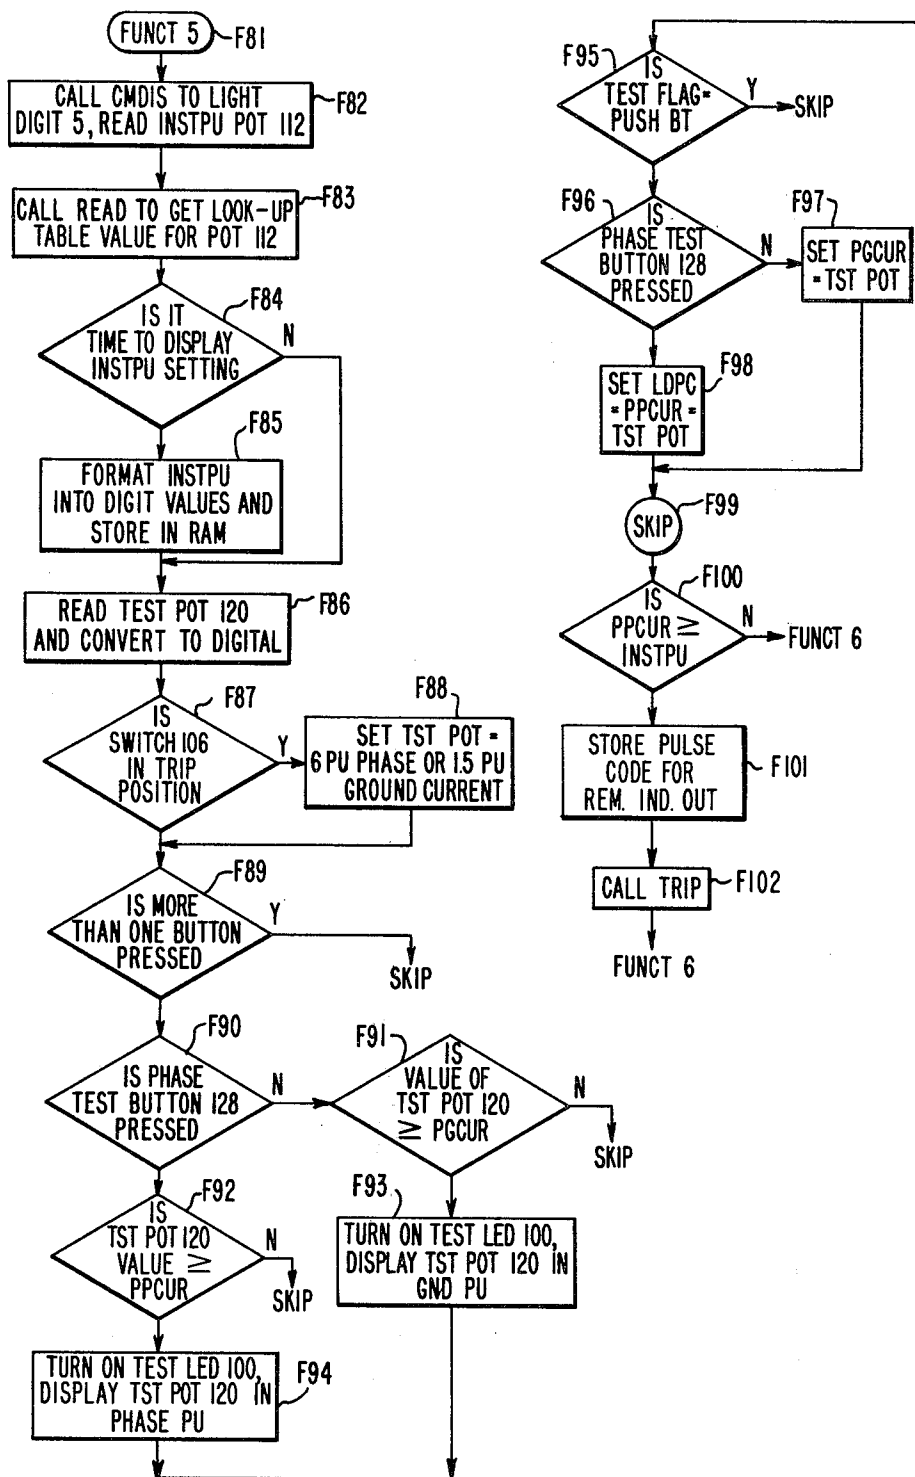 FUNCT 5
F81
CALL CMDIS TO LIGHT
DIGIT 5, READ INSTPU POT 112
F82
CALL READ TO GET LOOK-UP
TABLE VALUE FOR POT 112
F83
IS IT
TIME TO DISPLAY
INSTPU SETTING
F84
N
FORMAT INSTPU
INTO DIGIT VALUES AND
STORE IN RAM
F85
READ TEST POT 120
AND CONVERT TO DIGITAL
F86
IS
SWITCH 106
IN TRIP
POSITION
F87
Y
SET TST POT =
6 PU PHASE OR 1.5 PU
GROUND CURRENT
F88
IS MORE
THAN ONE BUTTON
PRESSED
F89
Y
SKIP
IS PHASE
TEST BUTTON 128
PRESSED
F90
N
IS
VALUE OF
TST POT 120
≥ PGCUR
F91
N
SKIP
IS
TST POT 120
VALUE ≥
PPCUR
F92
N
SKIP
TURN ON TEST LED 100,
DISPLAY TST POT 120 IN
GND PU
F93
TURN ON TEST LED 100,
DISPLAY TST POT 120 IN
PHASE PU
F94
IS
TEST FLAG=
PUSH BT
F95
Y
SKIP
IS
PHASE TEST
BUTTON 128
PRESSED
F96
N
SET PGCUR
= TST POT
F97
SET LDPC
= PPCUR =
TST POT
F98
SKIP
F99
IS
PPCUR ≥
INSTPU
F100
N
FUNCT 6
STORE PULSE
CODE FOR
REM. IND. OUT
F101
CALL TRIP
F102
FUNCT 6